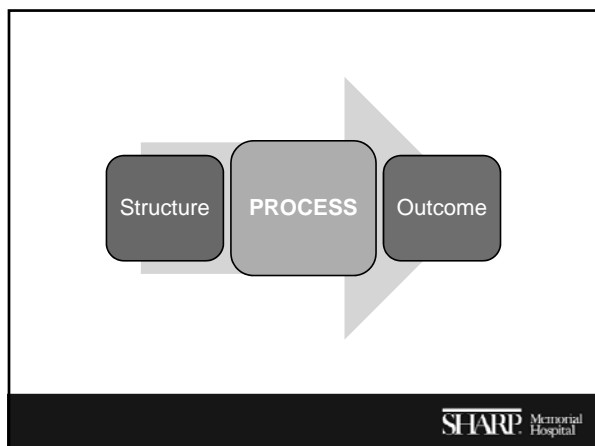 Structure
PROCESS
Outcome
SHARP. Memorial
Hospital